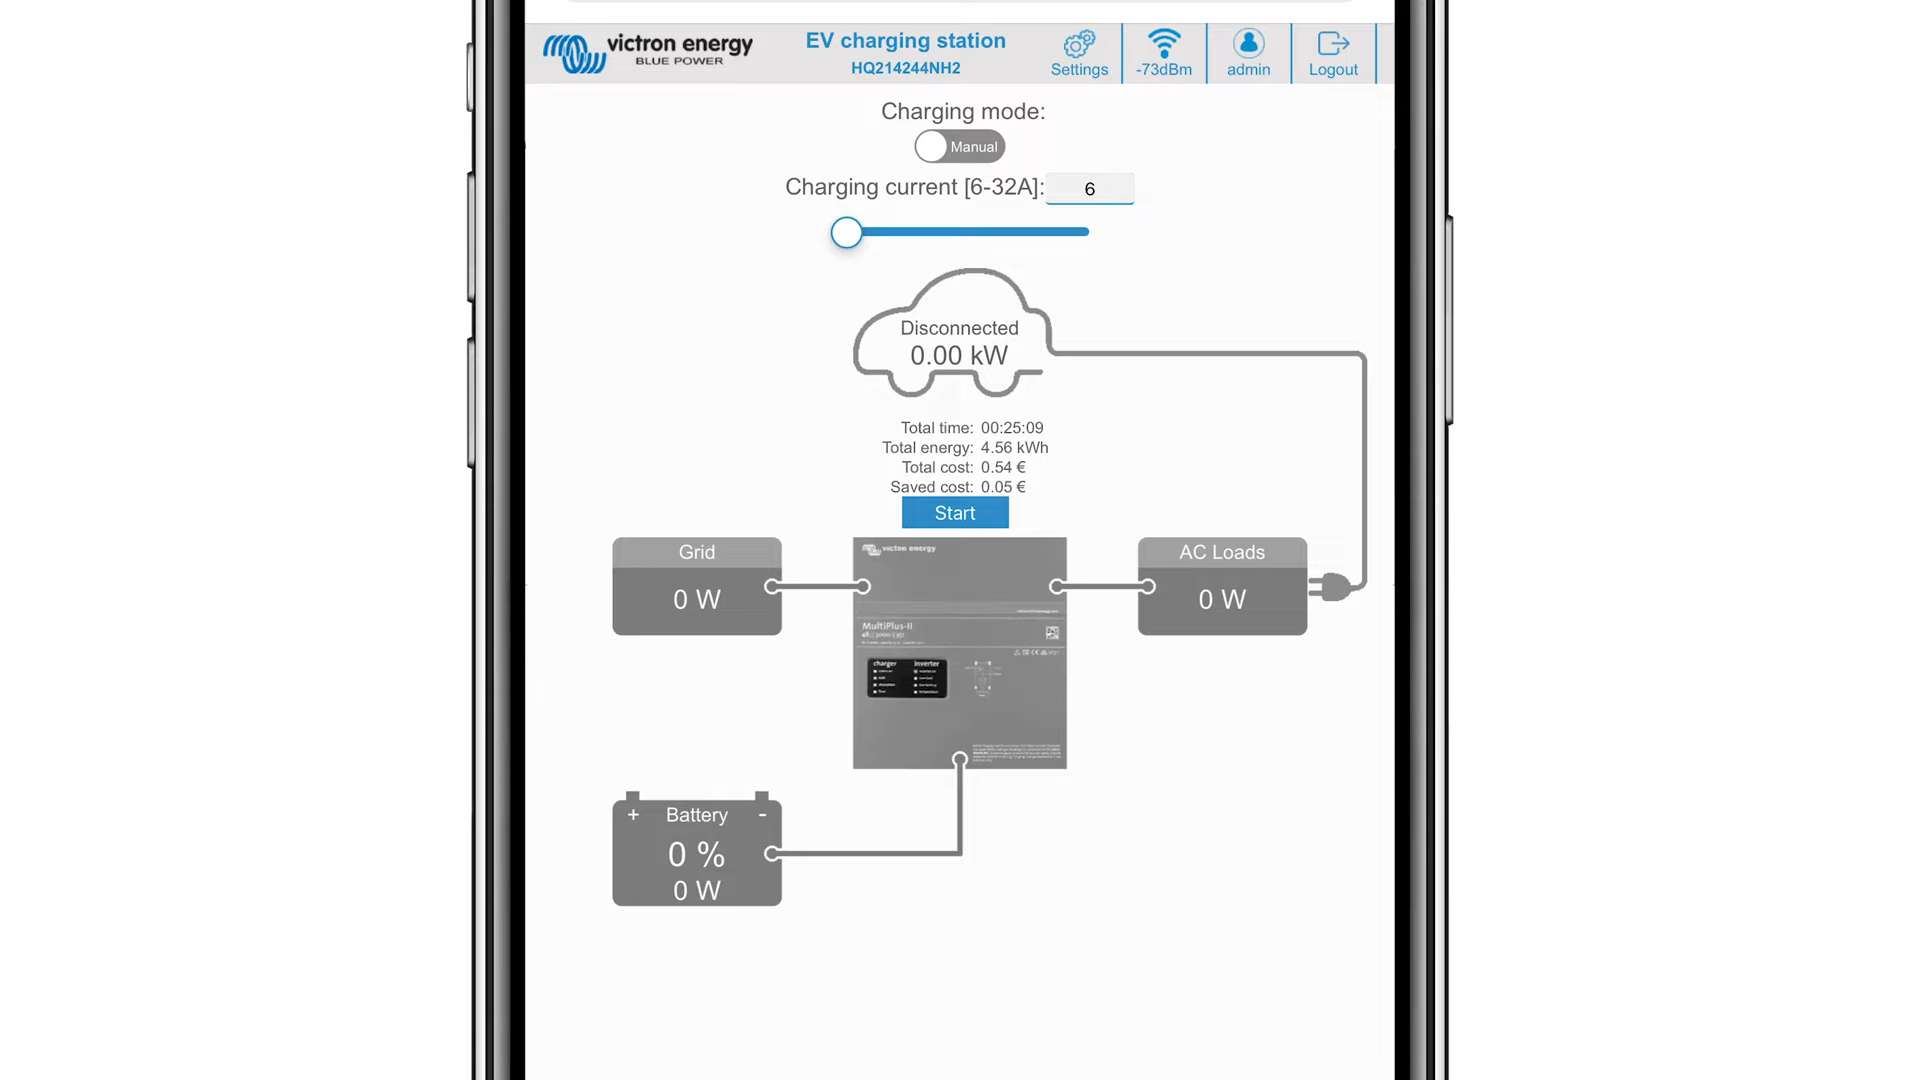 victron energy
BLUE POWER
EV charging station
HQ214244NH2
Settings
-73dBm
admin
Logout
Charging mode:
Manual
Charging current [6-32A]:
6
Disconnected
0.00 kW
Total time: 00:25:09
Total energy: 4.56 kWh
Total cost: 0.54 €
Saved cost: 0.05 €
Start
Grid
0 W
victron energy
MultiPlus-II
charger
inverter
AC Loads
0 W
+ Battery -
0 %
0 W